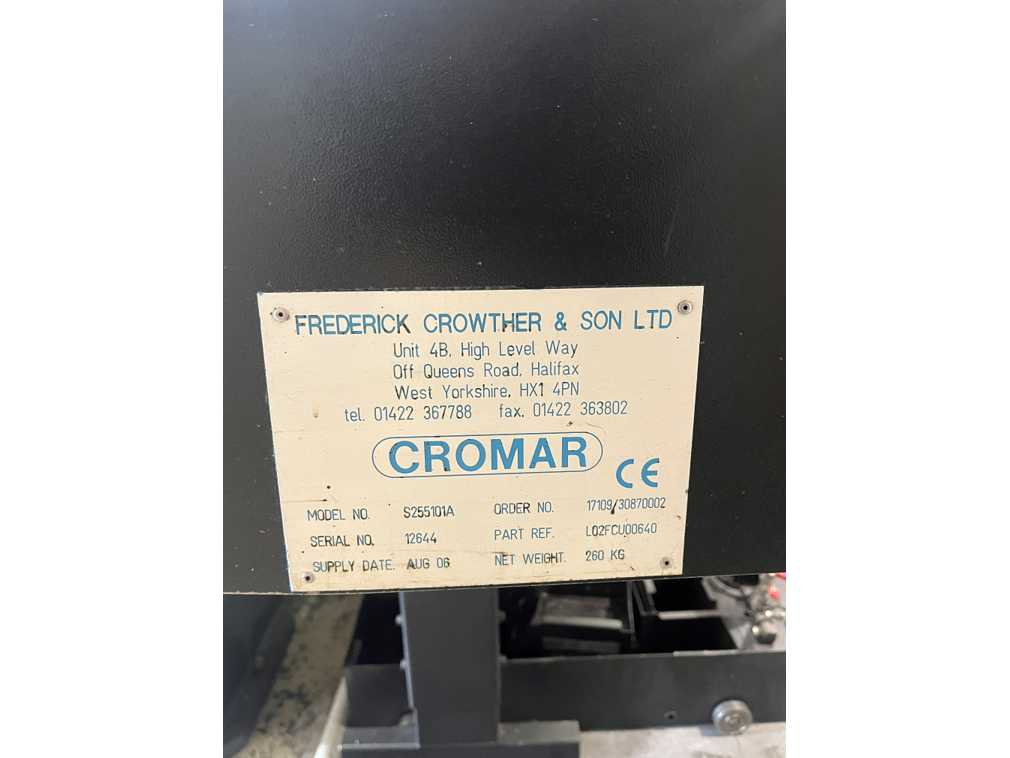 FREDERICK CROWTHER & SON LTD
Unit 4B, High Level Way
Off Queens Road, Halifax
West Yorkshire, HX1 4PN
tel. 01422 367788 fax. 01422 363802
CROMAR
CE
MODEL NO. S255101A ORDER NO. 17109/30870002
SERIAL NO. 12644 PART REF. L02FCU00640
SUPPLY DATE. AUG 06 NET WEIGHT. 260 KG